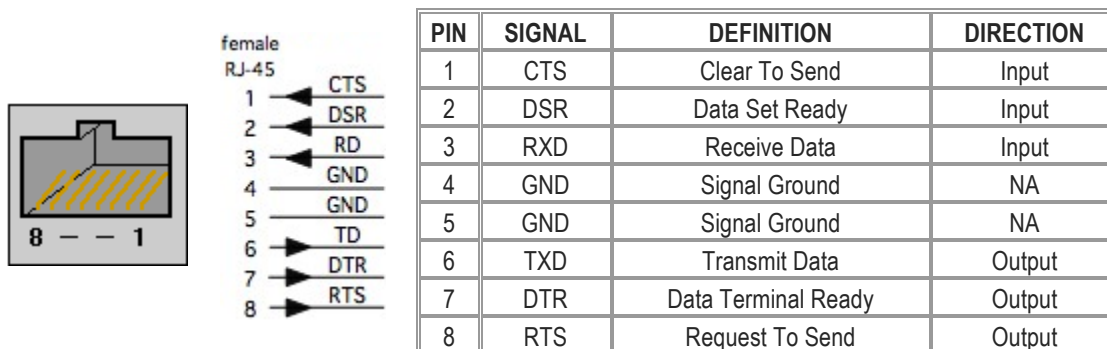 8 - - 1
female
RJ-45
1 CTS
2 DSR
3 RD
4 GND
5 GND
6 TD
7 DTR
8 RTS
PIN SIGNAL DEFINITION DIRECTION
1 CTS Clear To Send Input
2 DSR Data Set Ready Input
3 RXD Receive Data Input
4 GND Signal Ground NA
5 GND Signal Ground NA
6 TXD Transmit Data Output
7 DTR Data Terminal Ready Output
8 RTS Request To Send Output